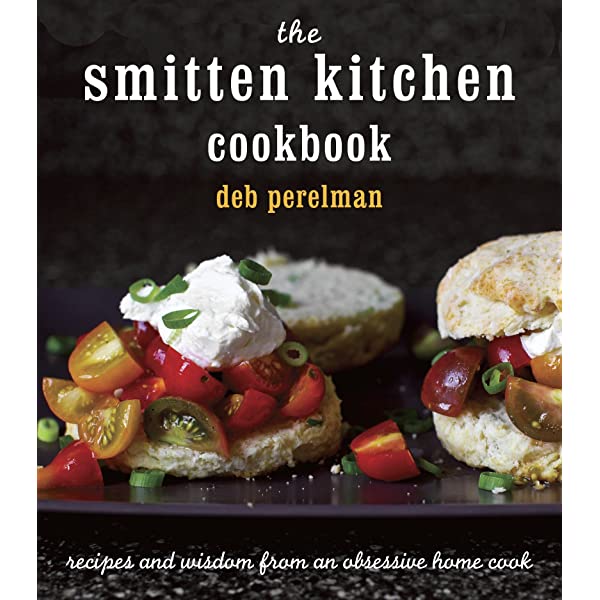 the
smitten kitchen
cookbook
deb perelman
recipes and wisdom from an obsessive home cook